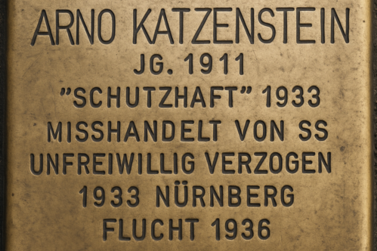 ARNO KATZENSTEIN
JG. 1911
"SCHUTZHAFT" 1933
MISSHANDELT VON SS
UNFREIWILLIG VERZOGEN
1933 NÜRNBERG
FLUCHT 1936